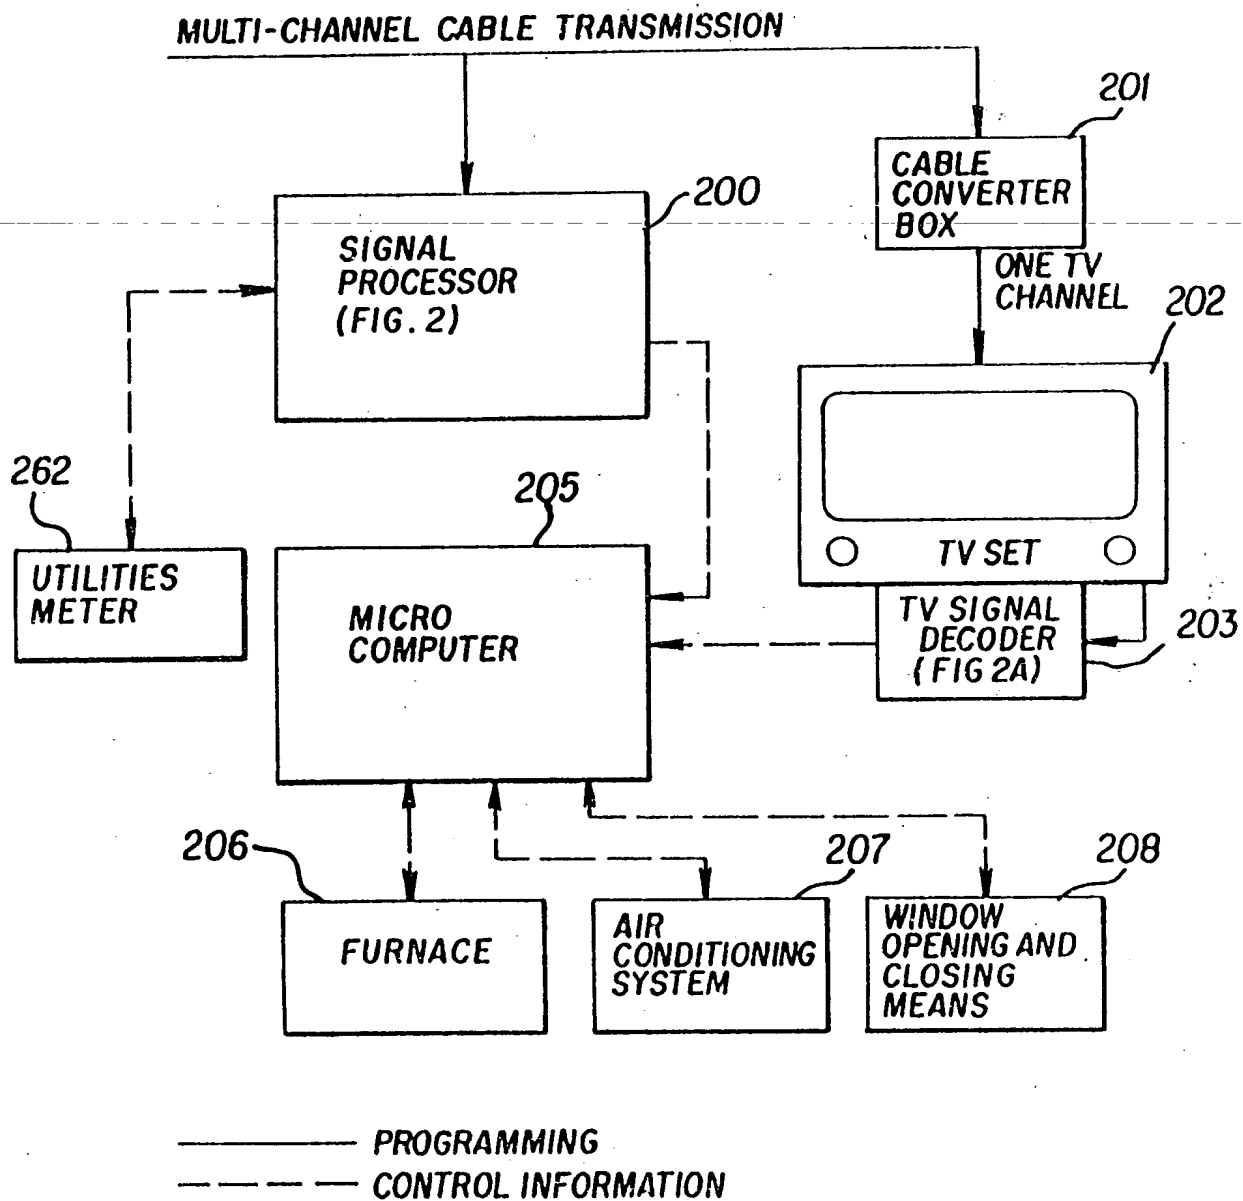 MULTI-CHANNEL CABLE TRANSMISSION
201
CABLE
CONVERTER
BOX
200
SIGNAL
PROCESSOR
(FIG. 2)
ONE TV
CHANNEL
202
262
205
TV SET
UTILITIES
METER
MICRO
COMPUTER
TV SIGNAL
DECODER
(FIG 2A)
203
206
207
208
FURNACE
AIR
CONDITIONING
SYSTEM
WINDOW
OPENING AND
CLOSING
MEANS
PROGRAMMING
CONTROL INFORMATION